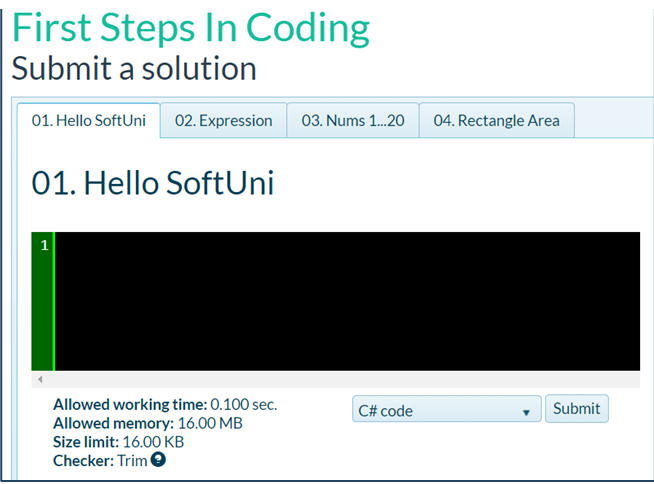 First Steps In Coding
Submit a solution
01. Hello SoftUni 02. Expression 03. Nums 1...20 04. Rectangle Area
01. Hello SoftUni
1
Allowed working time: 0.100 sec.
Allowed memory: 16.00 MB
Size limit: 16.00 KB
Checker: Trim ?
C# code Submit